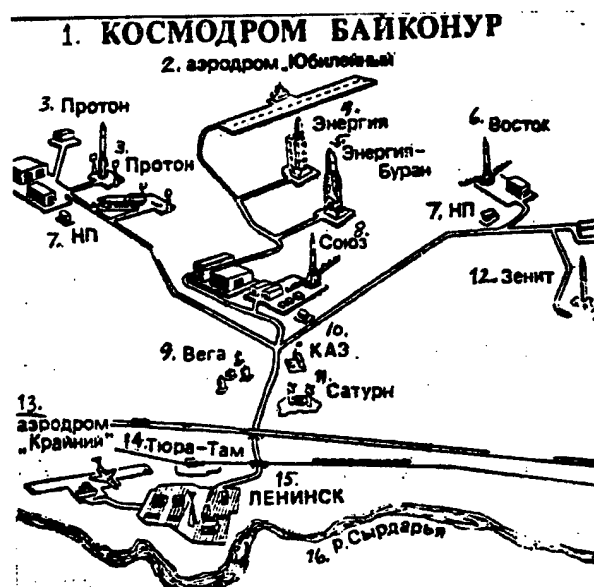 1. КОСМОДРОМ БАЙКОНУР
2. аэродром „Юбилейный"
3. Протон
4.
Энергия
6. Восток
3.
Протон
5.
Энергия-
Буран
7. НП
7. НП
8.
Союз
12. Зенит
10.
КАЗ
9. Вега
11.
Сатурн
13.
аэродром
„Крайний"
14. Тюра-Там
15.
ЛЕНИНСК
16. р. Сырдарья